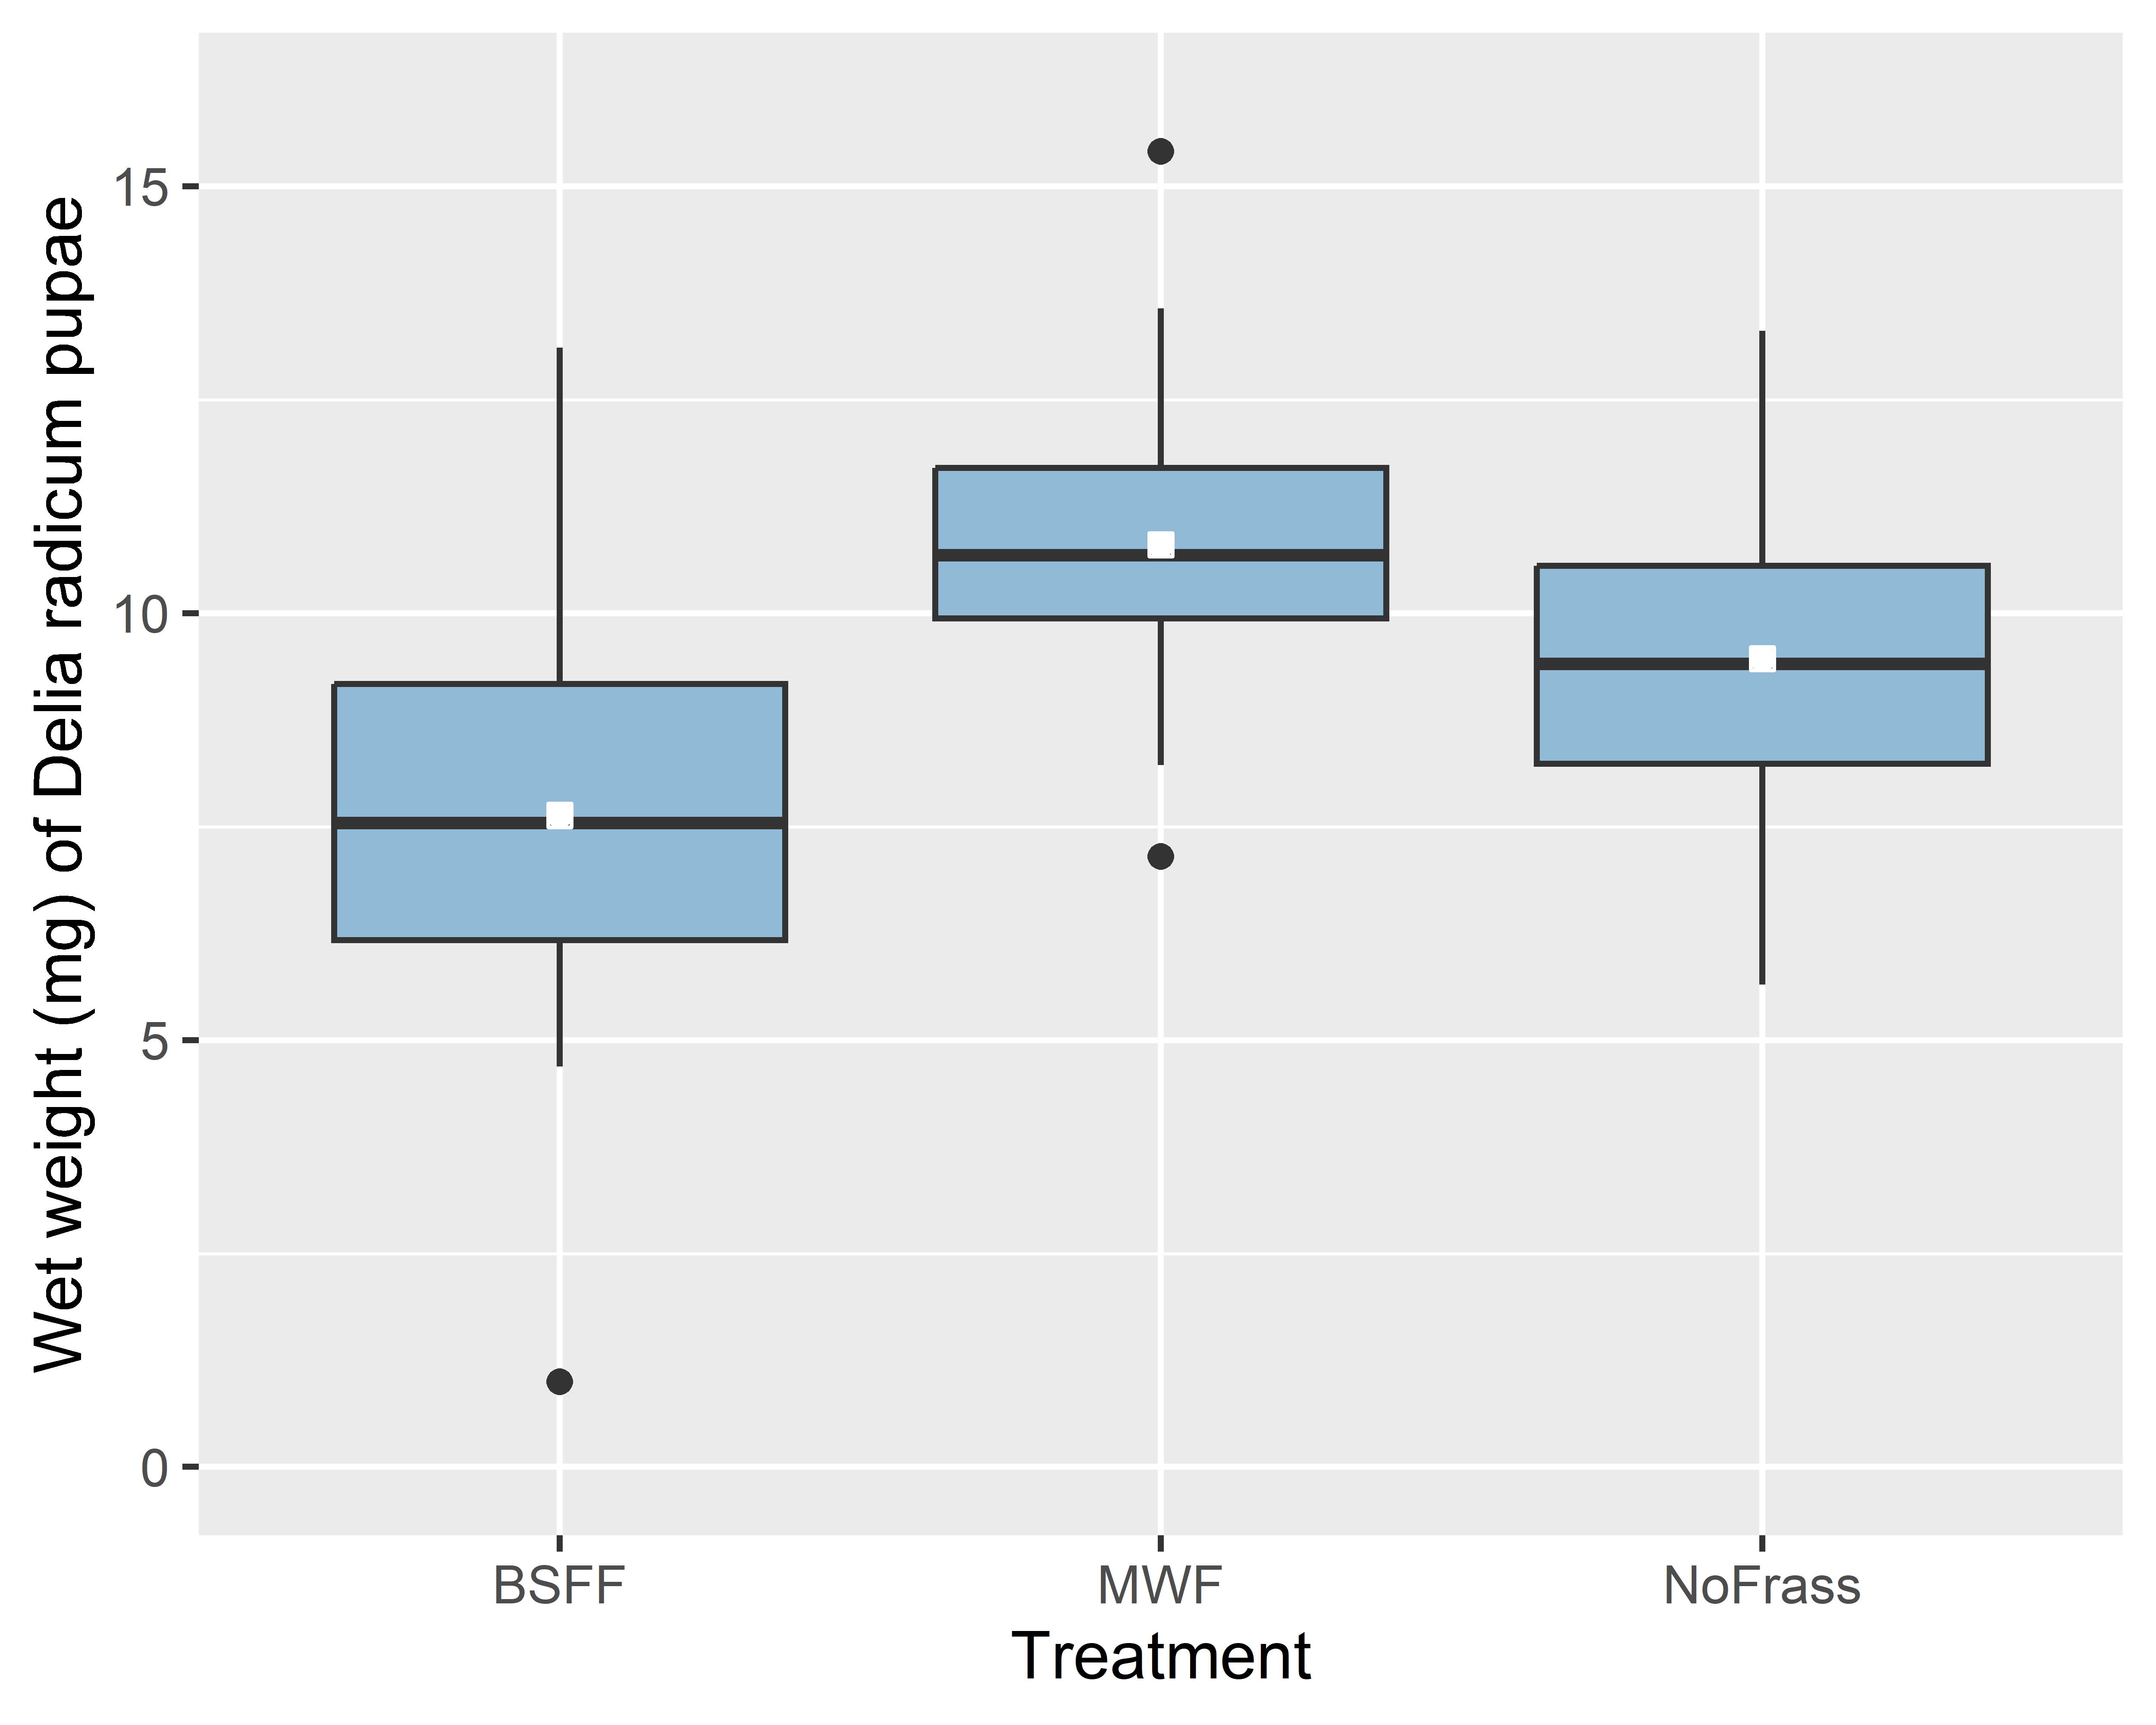 Wet weight (mg) of Delia radicum pupae
15
10
5
0
BSFF MWF NoFrass
Treatment